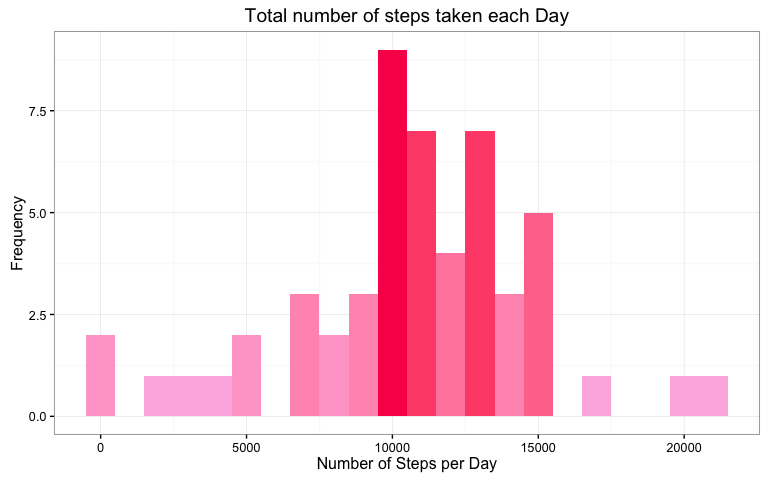 Total number of steps taken each Day
Frequency
7.5
5.0
2.5
0.0
0 5000 10000 15000 20000
Number of Steps per Day